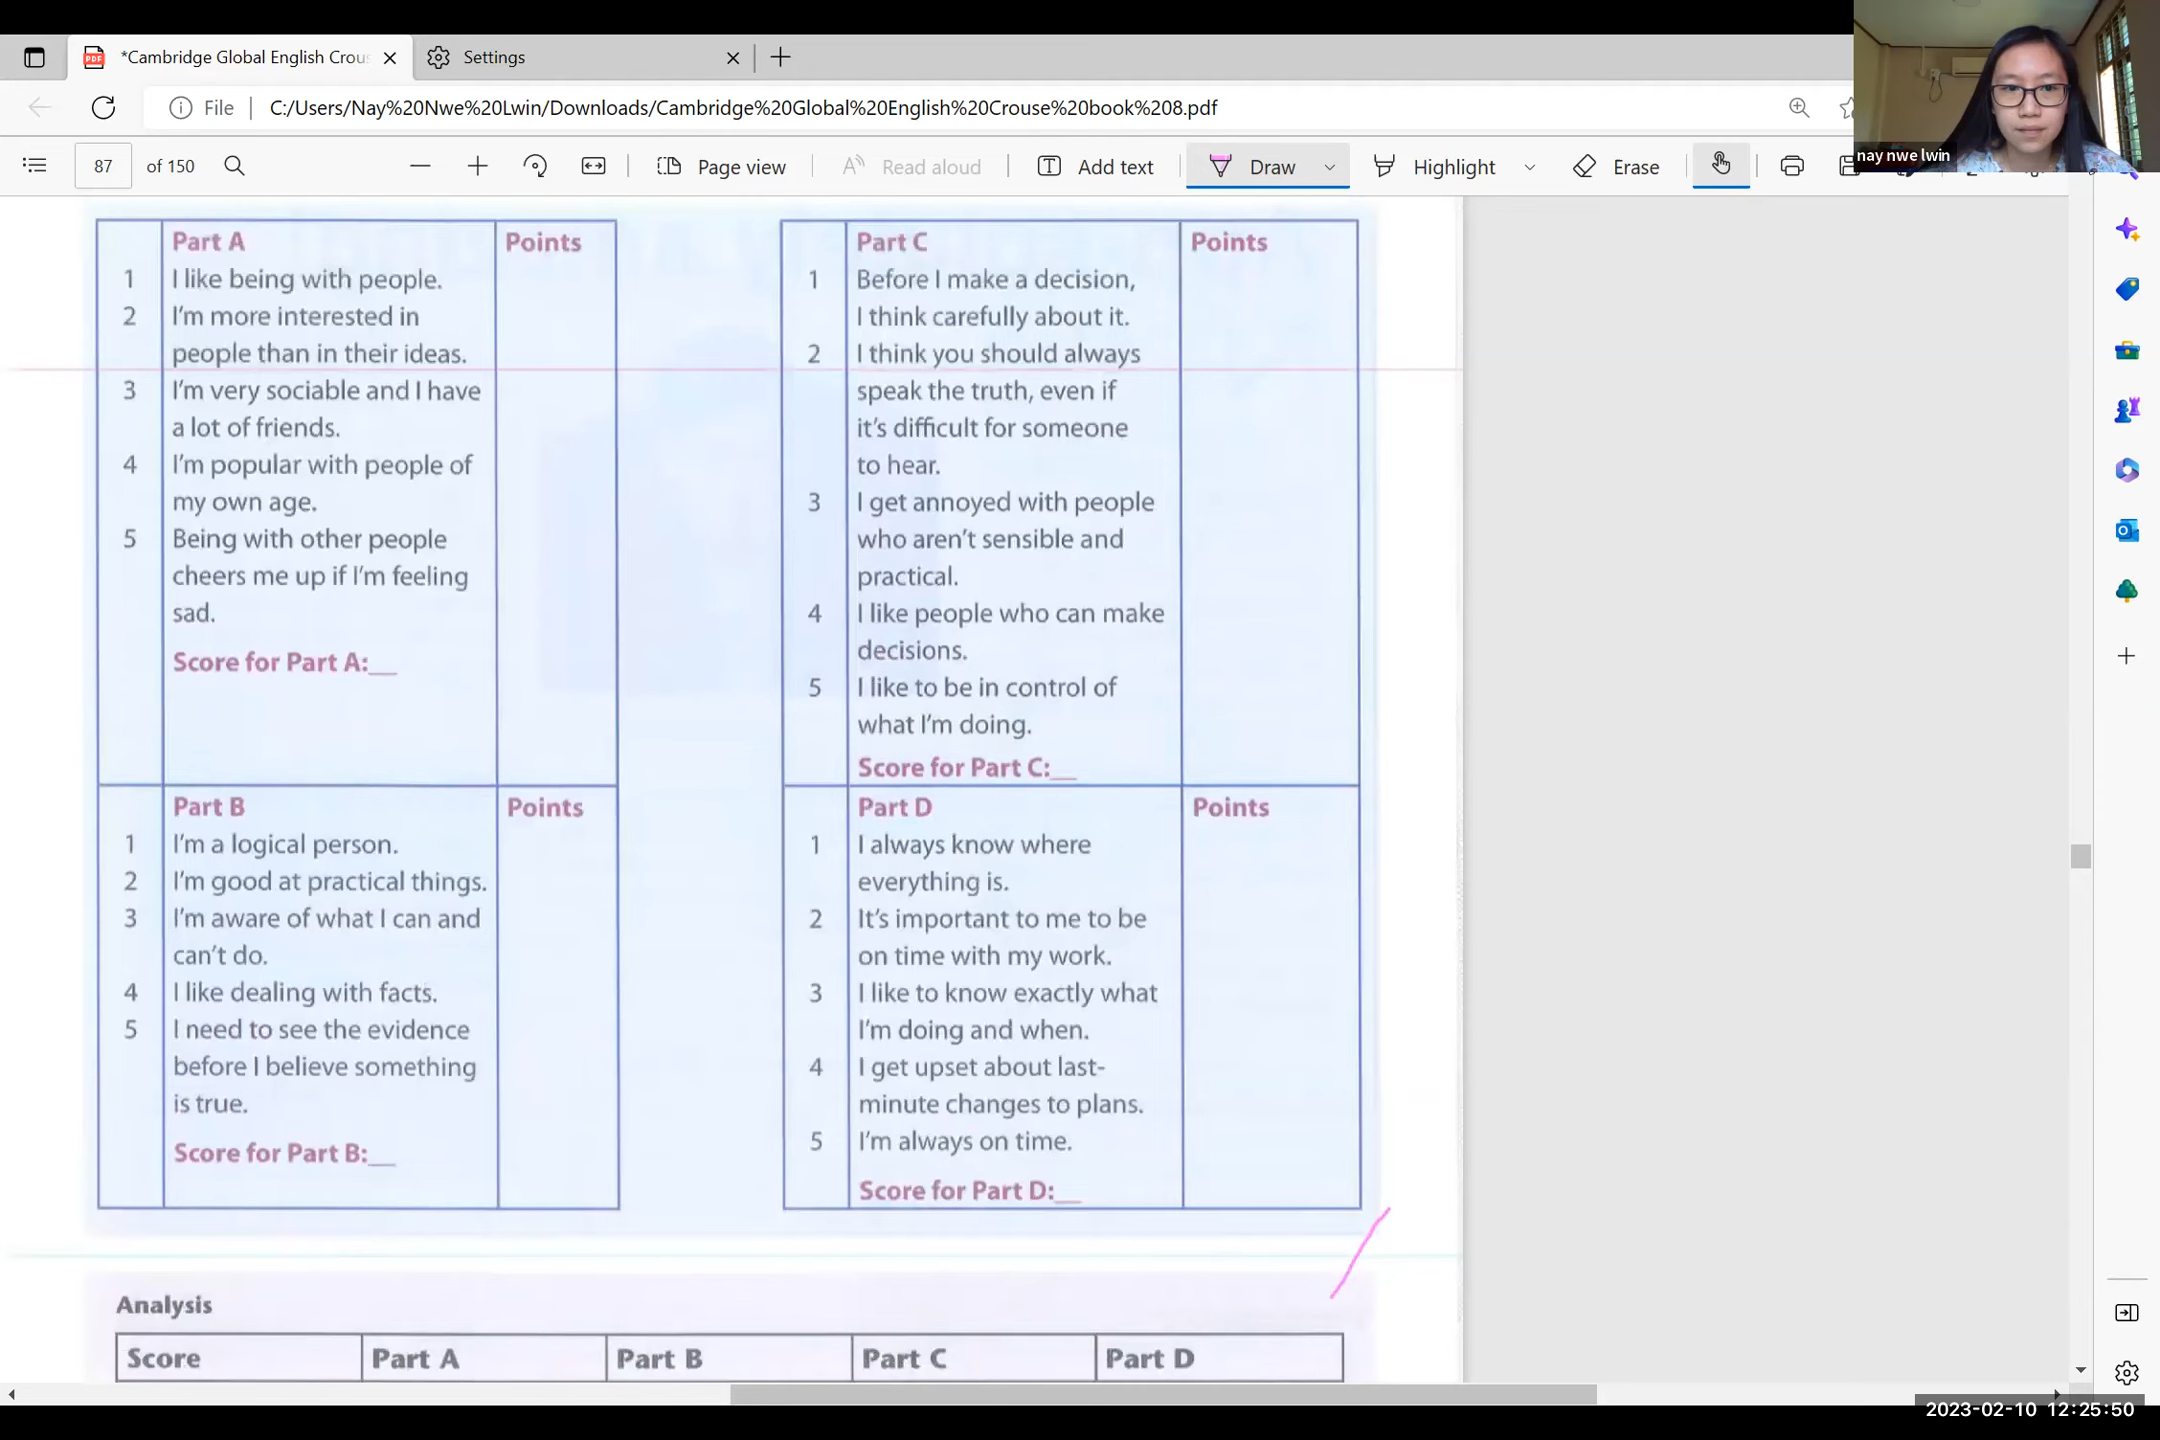 *Cambridge Global English Crous
Settings
File
C:/Users/Nay%20Nwe%20Lwin/Downloads/Cambridge%20Global%20English%20Crouse%20book%208.pdf
nay nwe lwin
87 of 150
Page view
Read aloud
Add text
Draw
Highlight
Erase
Part A Points
1 I like being with people.
2 I'm more interested in
people than in their ideas.
3 I'm very sociable and I have
a lot of friends.
4 I'm popular with people of
my own age.
5 Being with other people
cheers me up if I'm feeling
sad.
Score for Part A:__
Part B Points
1 I'm a logical person.
2 I'm good at practical things.
3 I'm aware of what I can and
can't do.
4 I like dealing with facts.
5 I need to see the evidence
before I believe something
is true.
Score for Part B:__
Part C Points
1 Before I make a decision,
I think carefully about it.
2 I think you should always
speak the truth, even if
it's difficult for someone
to hear.
3 I get annoyed with people
who aren't sensible and
practical.
4 I like people who can make
decisions.
5 I like to be in control of
what I'm doing.
Score for Part C:__
Part D Points
1 I always know where
everything is.
2 It's important to me to be
on time with my work.
3 I like to know exactly what
I'm doing and when.
4 I get upset about last-
minute changes to plans.
5 I'm always on time.
Score for Part D:__
Analysis
Score Part A Part B Part C Part D
2023-02-10 12:25:50